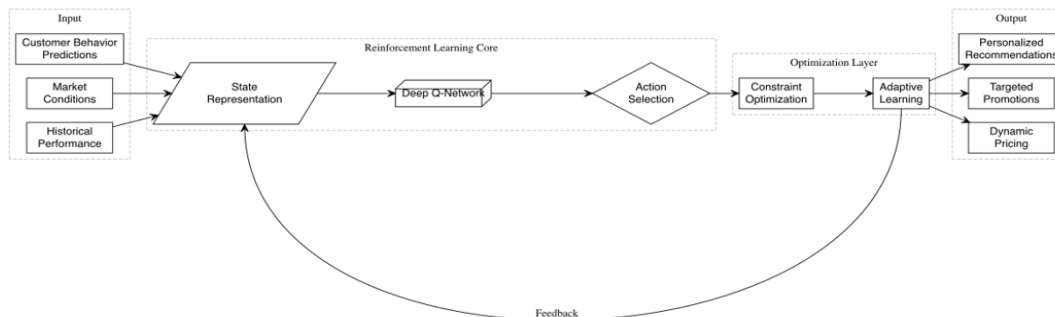 Input
Customer Behavior
Predictions
Market
Conditions
Historical
Performance
Reinforcement Learning Core
State
Representation
Deep Q-Network
Action
Selection
Optimization Layer
Constraint
Optimization
Adaptive
Learning
Output
Personalized
Recommendations
Targeted
Promotions
Dynamic
Pricing
Feedback